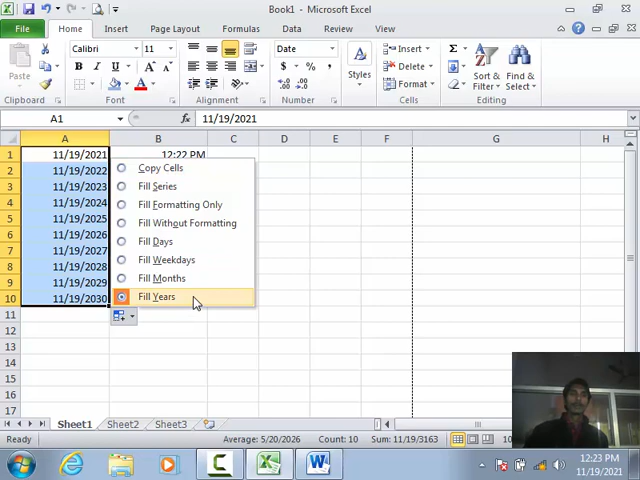 Book1 - Microsoft Excel
File Home Insert Page Layout Formulas Data Review View
Paste Calibri 11 Date Insert
B I U A A $ % , Styles Delete Sort & Filter Find & Select
Format
Clipboard Font Alignment Number Cells Editing
A1 fx 11/19/2021
A B C D E F G H
1 11/19/2021 12:22 PM
2 11/19/2022 Copy Cells
3 11/19/2023 Fill Series
4 11/19/2024 Fill Formatting Only
5 11/19/2025 Fill Without Formatting
6 11/19/2026 Fill Days
7 11/19/2027 Fill Weekdays
8 11/19/2028 Fill Months
9 11/19/2029 Fill Years
10 11/19/2030
11
12
13
14
15
16
17
Sheet1 Sheet2 Sheet3
Ready Average: 5/20/2026 Count: 10 Sum: 11/19/3163 10
12:23 PM
11/19/2021